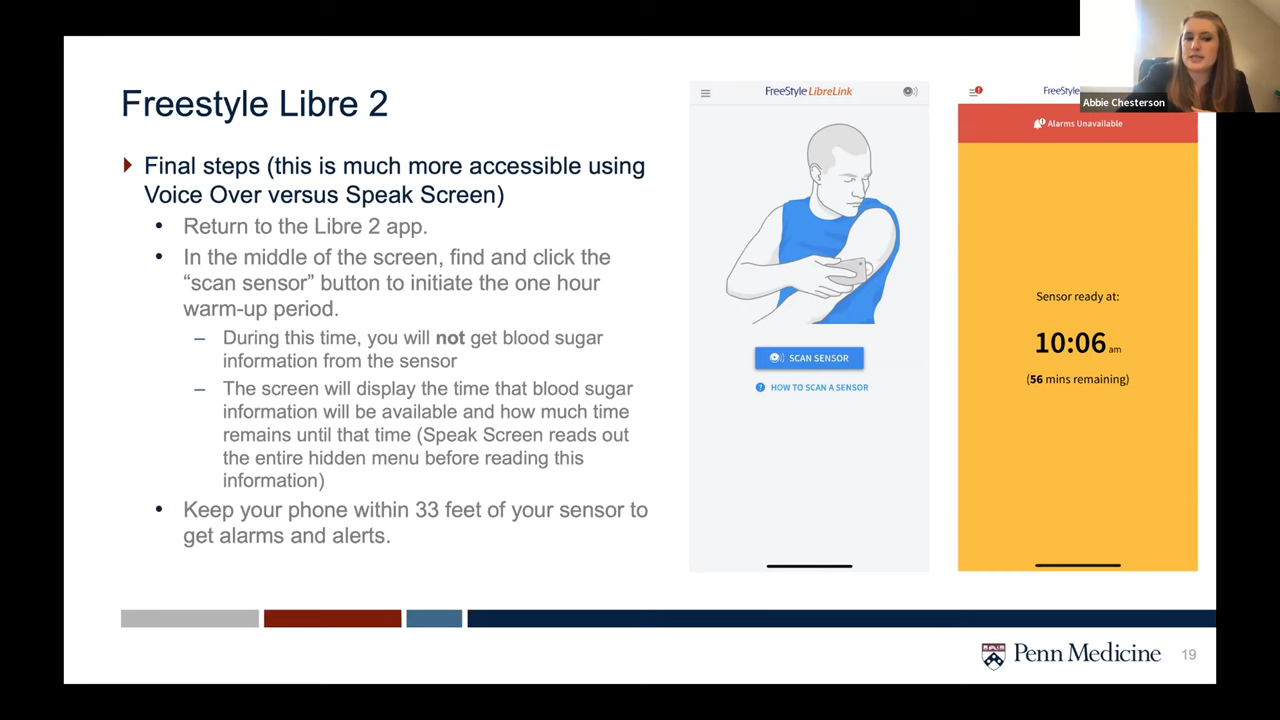 Freestyle Libre 2
Final steps (this is much more accessible using
Voice Over versus Speak Screen)
• Return to the Libre 2 app.
• In the middle of the screen, find and click the
“scan sensor” button to initiate the one hour
warm-up period.
– During this time, you will not get blood sugar
information from the sensor
– The screen will display the time that blood sugar
information will be available and how much time
remains until that time (Speak Screen reads out
the entire hidden menu before reading this
information)
• Keep your phone within 33 feet of your sensor to
get alarms and alerts.
FreeStyle LibreLink
SCAN SENSOR
? HOW TO SCAN A SENSOR
FreeSty
Alarms Unavailable
Sensor ready at:
10:06 am
(56 mins remaining)
Abbie Chesterson
Penn Medicine
19